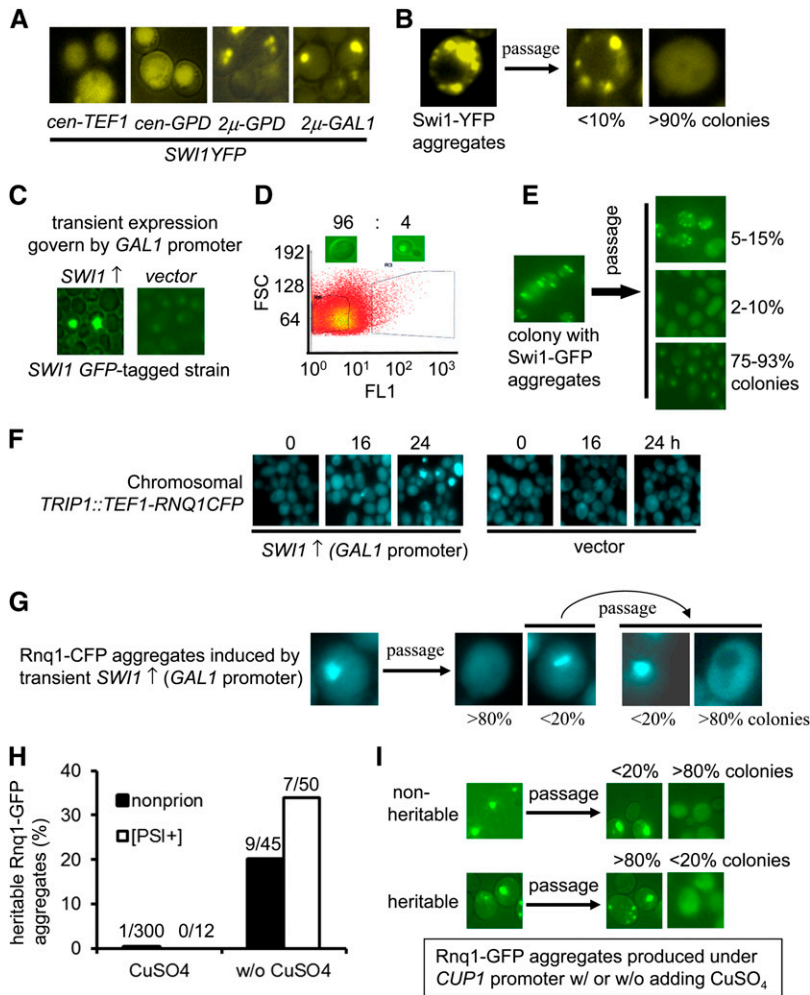 A
cen-TEF1 cen-GPD 2μ-GPD 2μ-GAL1
SWI1YFP
B
passage
Swi1-YFP
aggregates
<10% >90% colonies
C
transient expression
govern by GAL1 promoter
SWI1 ↑ vector
SWI1 GFP-tagged strain
D
96 : 4
FSC
192
128
64
10⁰ 10¹ 10² 10³
FL1
E
passage
colony with
Swi1-GFP
aggregates
5-15%
2-10%
75-93%
colonies
F
0 16 24 0 16 24 h
Chromosomal
TRIP1::TEF1-RNQ1CFP
SWI1 ↑ (GAL1 promoter) vector
G
passage
Rnq1-CFP aggregates induced by
transient SWI1 ↑ (GAL1 promoter)
passage
>80% <20% <20% >80% colonies
H
heritable Rnq1-GFP
aggregates (%)
40
30
20
10
0
nonprion
[PSI+]
1/300 0/12 9/45 7/50
CuSO4 w/o CuSO4
I
<20% >80% colonies
non-
heritable
passage
>80% <20% colonies
heritable
passage
Rnq1-GFP aggregates produced under
CUP1 promoter w/ or w/o adding CuSO₄